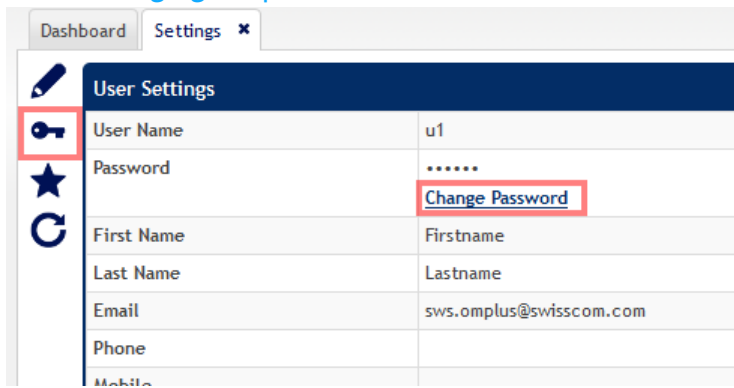 Dashboard Settings ✖
User Settings
User Name u1
Password ••••••
Change Password
First Name Firstname
Last Name Lastname
Email sws.omplus@swisscom.com
Phone
Mobile